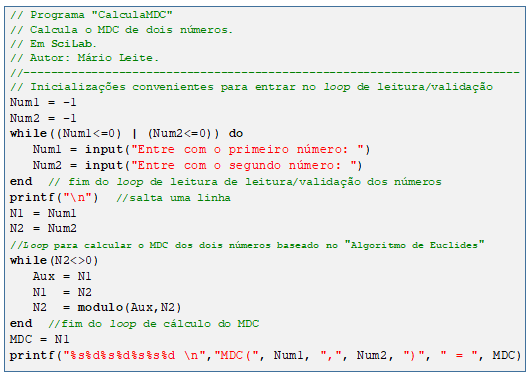 // Programa "CalculaMDC"
// Calcula o MDC de dois números.
// Em SciLab.
// Autor: Mário Leite.
//-------------------------------------------------------------------------
// Inicializações convenientes para entrar no loop de leitura/validação
Num1 = -1
Num2 = -1
while((Num1<=0) | (Num2<=0)) do
   Num1 = input("Entre com o primeiro número: ")
   Num2 = input("Entre com o segundo número: ")
end  // fim do loop de leitura de leitura/validação dos números
printf("\n")  //salta uma linha
N1 = Num1
N2 = Num2
//Loop para calcular o MDC dos dois números baseado no "Algoritmo de Euclides"
while(N2<>0)
   Aux = N1
   N1  = N2
   N2  = modulo(Aux,N2)
end  //fim do loop de cálculo do MDC
MDC = N1
printf("%s%d%s%d%s%s%d \n","MDC(", Num1, ",", Num2, ")", " = ", MDC)